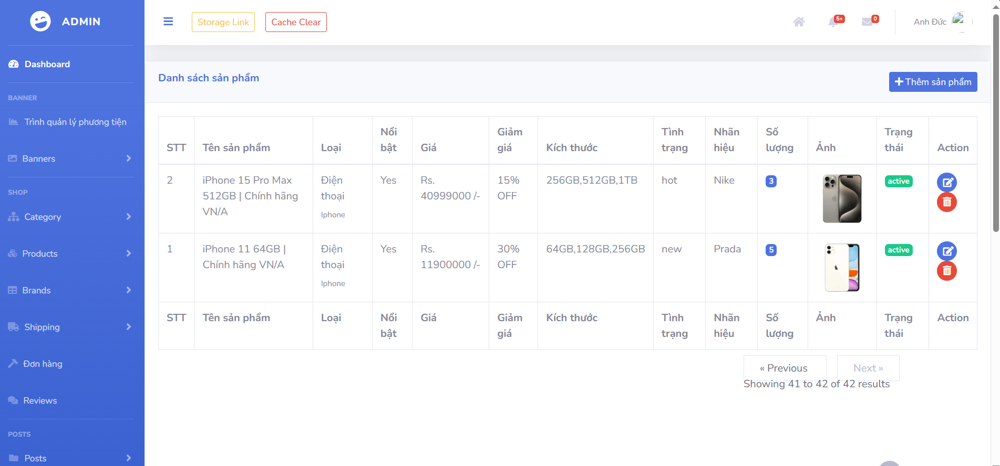 ADMIN
Storage Link
Cache Clear
5+
0
Anh Đức
Dashboard
BANNER
Trình quản lý phương tiện
Banners
SHOP
Category
Products
Brands
Shipping
Đơn hàng
Reviews
POSTS
Posts
Danh sách sản phẩm
Thêm sản phẩm
STT
Tên sản phẩm
Loại
Nổi
bật
Giá
Giảm
giá
Kích thước
Tình
trạng
Nhãn
hiệu
Số
lượng
Ảnh
Trạng
thái
Action
2
iPhone 15 Pro Max
512GB | Chính hãng
VN/A
Điện
thoại
Iphone
Yes
Rs.
40999000 /-
15%
OFF
256GB,512GB,1TB
hot
Nike
3
active
1
iPhone 11 64GB |
Chính hãng VN/A
Điện
thoại
Iphone
Yes
Rs.
11900000 /-
30%
OFF
64GB,128GB,256GB
new
Prada
5
active
STT
Tên sản phẩm
Loại
Nổi
bật
Giá
Giảm
giá
Kích thước
Tình
trạng
Nhãn
hiệu
Số
lượng
Ảnh
Trạng
thái
Action
« Previous
Next »
Showing 41 to 42 of 42 results